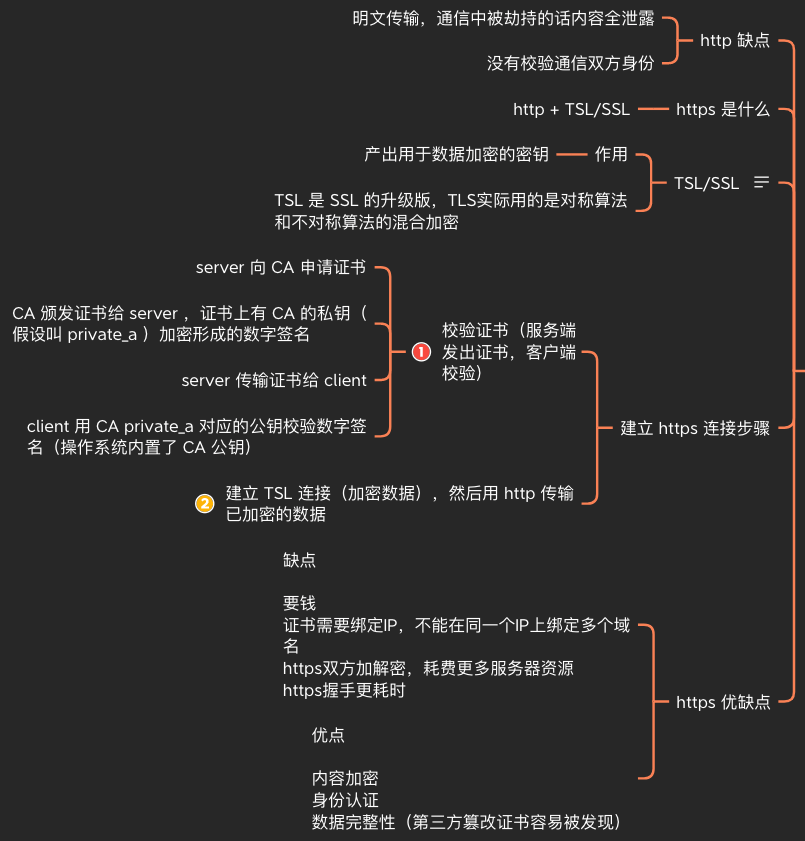 明文传输，通信中被劫持的话内容全泄露
http 缺点
没有校验通信双方身份
http + TSL/SSL
https 是什么
产出用于数据加密的密钥
作用
TSL/SSL
TSL 是 SSL 的升级版，TLS实际用的是对称算法
和不对称算法的混合加密
server 向 CA 申请证书
CA 颁发证书给 server ，证书上有 CA 的私钥（
假设叫 private_a ）加密形成的数字签名
server 传输证书给 client
client 用 CA private_a 对应的公钥校验数字签
名（操作系统内置了 CA 公钥）
1
校验证书（服务端
发出证书，客户端
校验）
建立 https 连接步骤
2
建立 TSL 连接（加密数据），然后用 http 传输
已加密的数据
缺点
要钱
证书需要绑定IP，不能在同一个IP上绑定多个域
名
https双方加解密，耗费更多服务器资源
https握手更耗时
https 优缺点
优点
内容加密
身份认证
数据完整性（第三方篡改证书容易被发现）